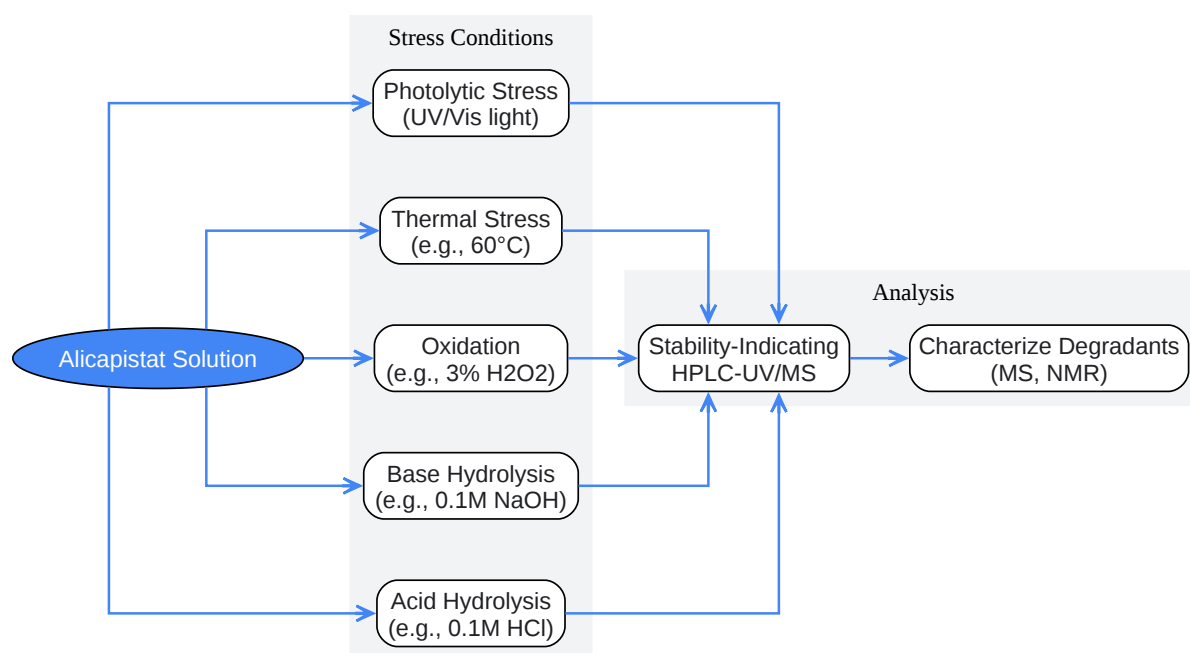 Stress Conditions
Photolytic Stress
(UV/Vis light)
Thermal Stress
(e.g., 60°C)
Analysis
Alicapistat Solution
Oxidation
(e.g., 3% H2O2)
Stability-Indicating
HPLC-UV/MS
Characterize Degradants
(MS, NMR)
Base Hydrolysis
(e.g., 0.1M NaOH)
Acid Hydrolysis
(e.g., 0.1M HCl)